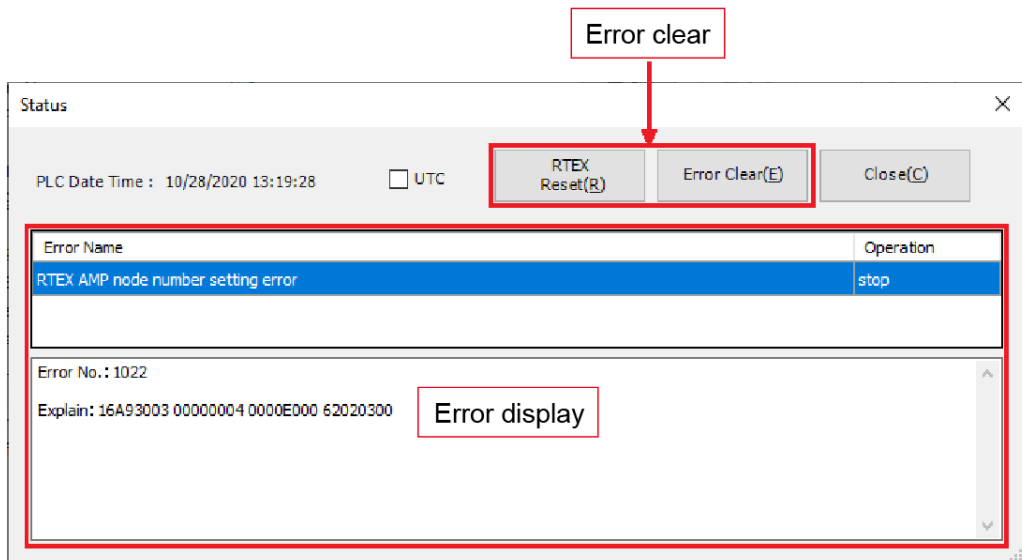 Error clear
Status
PLC Date Time : 10/28/2020 13:19:28
UTC
RTEX
Reset(R)
Error Clear(E)
Close(C)
Error Name Operation
RTEX AMP node number setting error stop
Error No.: 1022
Explain: 16A93003 00000004 0000E000 62020300
Error display